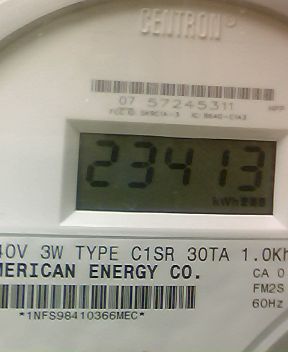 CENTRON
07 57245311
23413
kWh
40V 3W TYPE C1SR 30TA 1.0Kh
MERICAN ENERGY CO.
CA 0
FM2S
*1NFS98410366MEC*
60Hz